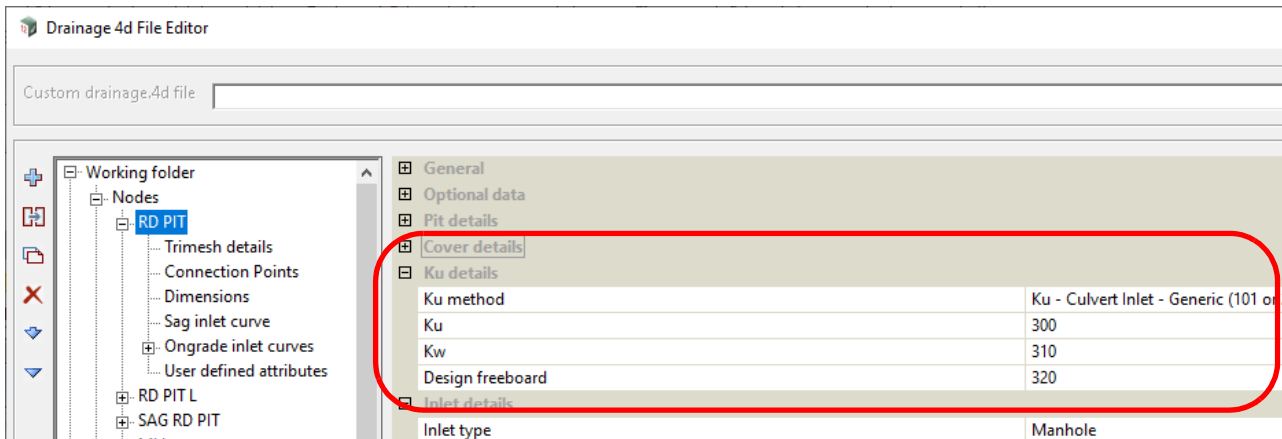 Drainage 4d File Editor
Custom drainage.4d file
Working folder
Nodes
RD PIT
Trimesh details
Connection Points
Dimensions
Sag inlet curve
Ongrade inlet curves
User defined attributes
RD PIT L
SAG RD PIT
General
Optional data
Pit details
Cover details
Ku details
Ku method Ku - Culvert Inlet - Generic (101 or
Ku 300
Kw 310
Design freeboard 320
Inlet details
Inlet type Manhole